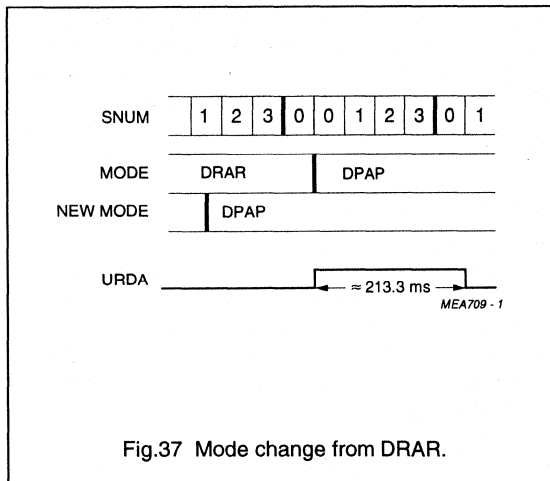 SNUM 1 2 3 0 0 1 2 3 0 1
MODE DRAR DPAP
NEW MODE DPAP
URDA ≈ 213.3 ms
MEA709 - 1
Fig.37 Mode change from DRAR.